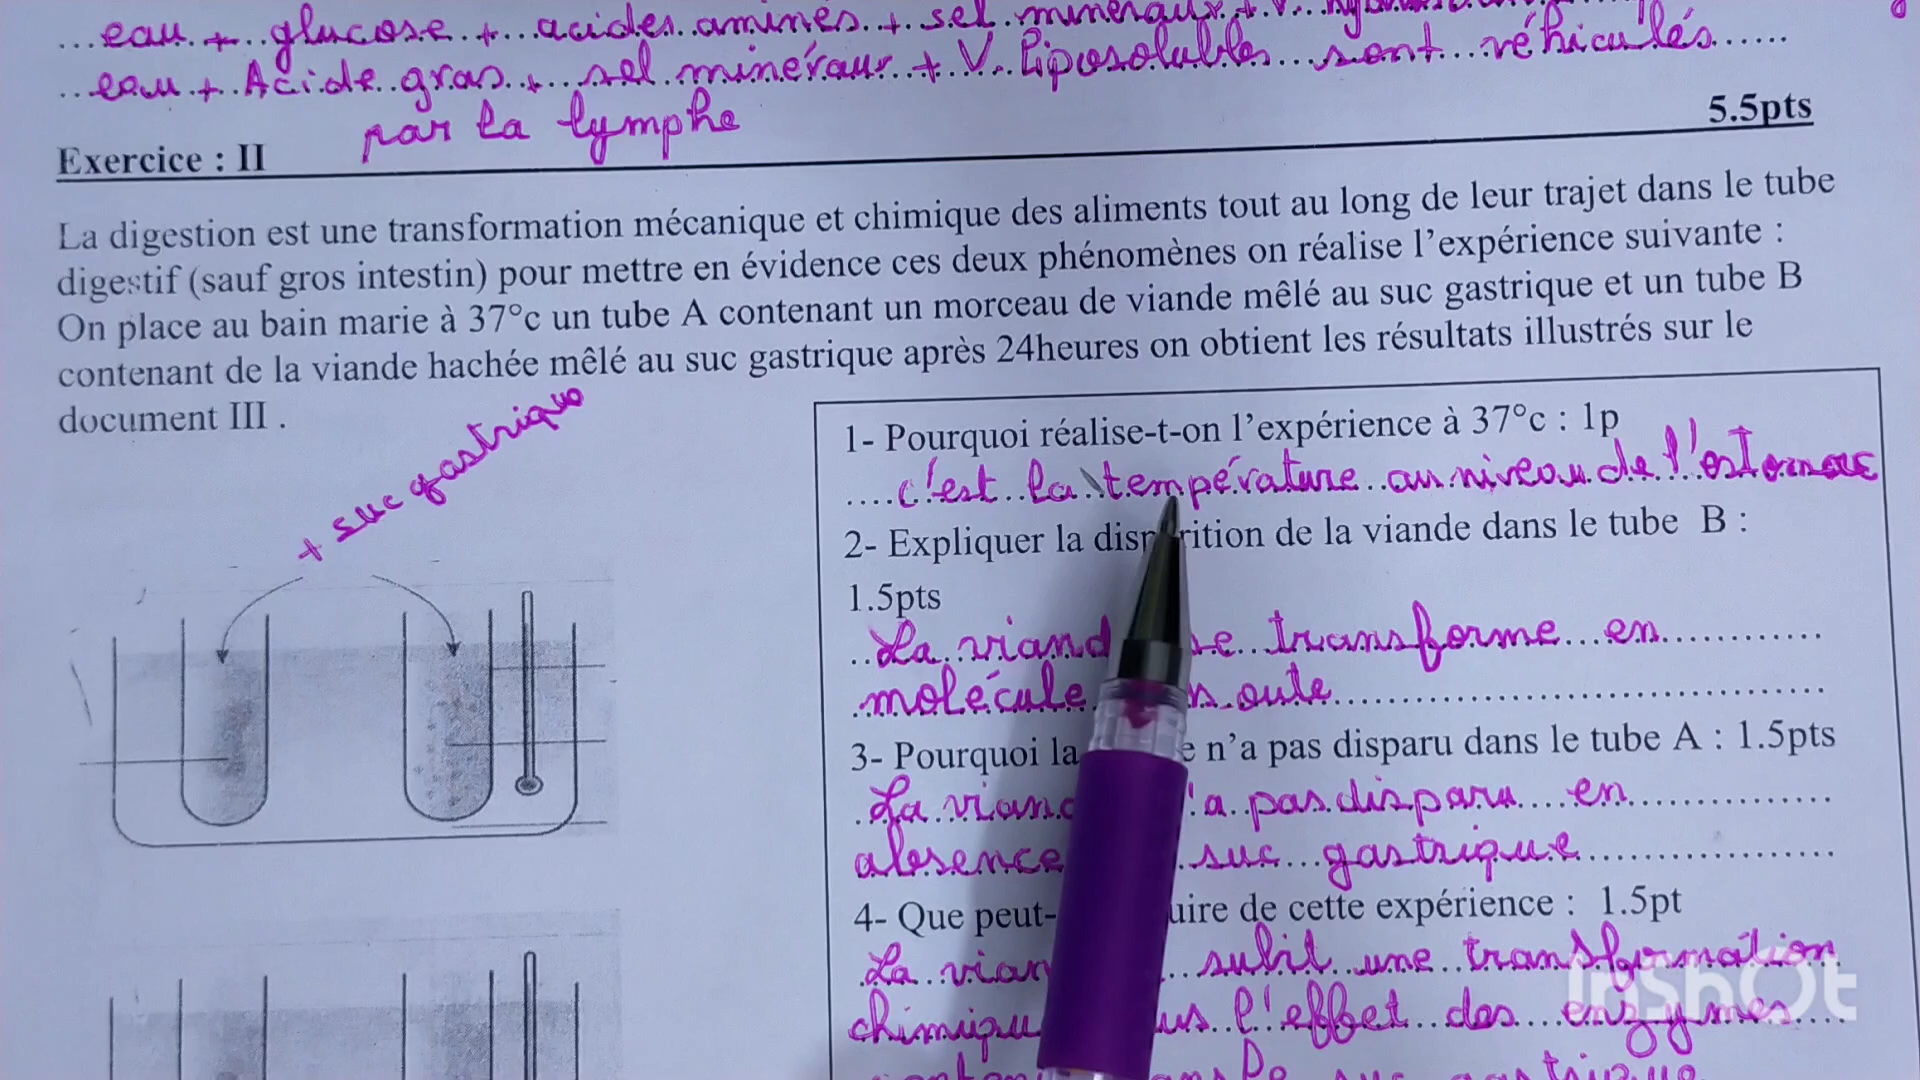 eau + glucose + acides aminés + sel minéraux + V.
eau + Acide gras + sel minéraux + V. liposolubles sont véhiculés
par la lymphe
5.5pts
Exercice : II
La digestion est une transformation mécanique et chimique des aliments tout au long de leur trajet dans le tube
digestif (sauf gros intestin) pour mettre en évidence ces deux phénomènes on réalise l'expérience suivante :
On place au bain marie à 37°c un tube A contenant un morceau de viande mêlé au suc gastrique et un tube B
contenant de la viande hachée mêlé au suc gastrique après 24heures on obtient les résultats illustrés sur le
document III .
+ suc gastrique
1- Pourquoi réalise-t-on l'expérience à 37°c : 1p
c'est la température au niveau de l'estomac
2- Expliquer la disp rition de la viande dans le tube B :
1.5pts
La viand se transforme en
molécule oute
3- Pourquoi la e n'a pas disparu dans le tube A : 1.5pts
La vian 'a pas disparu en
absence suc gastrique
4- Que peut- uire de cette expérience : 1.5pt
La vian subit une transformation
chimiqu us l'effet des enzymes
suc gastrique
InShOt